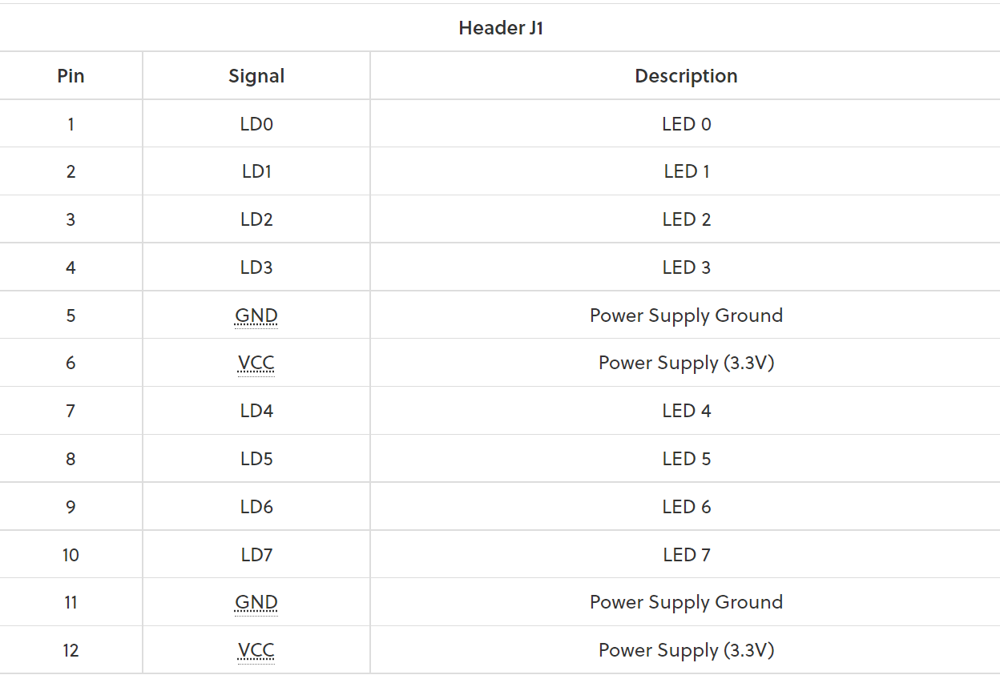 Header J1
Pin Signal Description
1 LD0 LED 0
2 LD1 LED 1
3 LD2 LED 2
4 LD3 LED 3
5 GND Power Supply Ground
6 VCC Power Supply (3.3V)
7 LD4 LED 4
8 LD5 LED 5
9 LD6 LED 6
10 LD7 LED 7
11 GND Power Supply Ground
12 VCC Power Supply (3.3V)